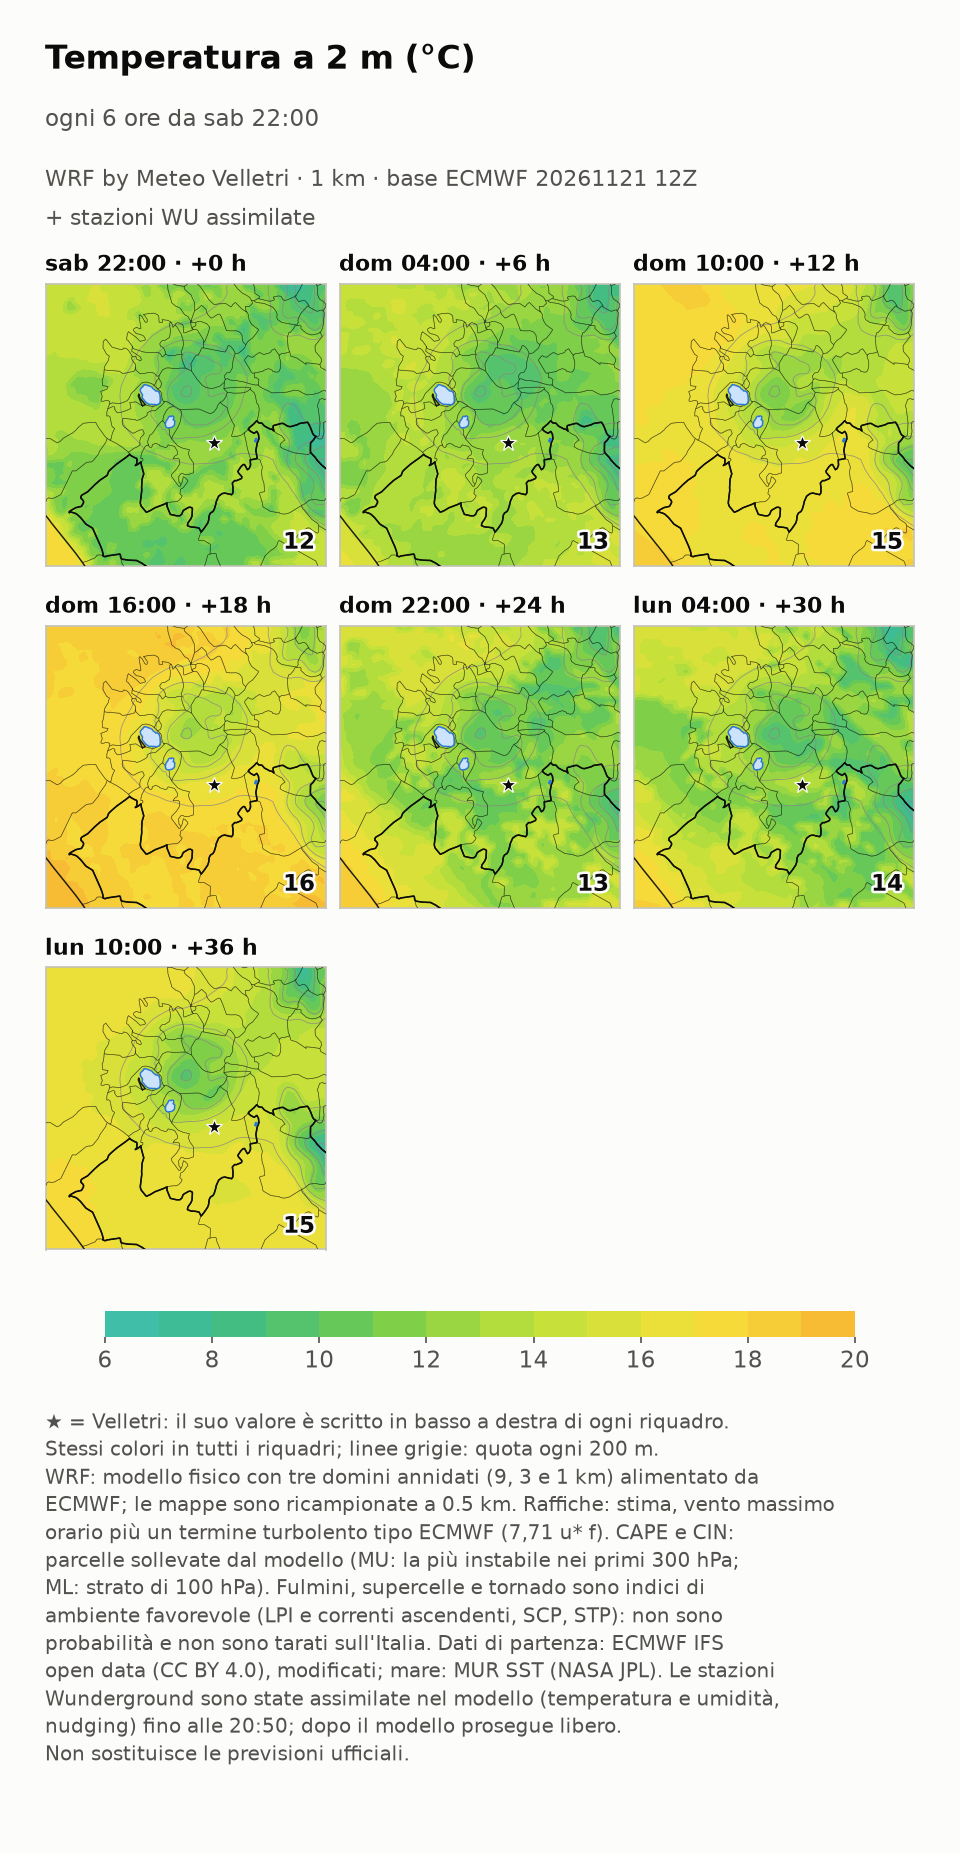 Temperatura a 2 m (°C)
ogni 6 ore da sab 22:00
WRF by Meteo Velletri · 1 km · base ECMWF 20261121 12Z
+ stazioni WU assimilate
sab 22:00 · +0 h
dom 04:00 · +6 h
dom 10:00 · +12 h
12
13
15
dom 16:00 · +18 h
dom 22:00 · +24 h
lun 04:00 · +30 h
16
13
14
lun 10:00 · +36 h
15
6 8 10 12 14 16 18 20
★ = Velletri: il suo valore è scritto in basso a destra di ogni riquadro.
Stessi colori in tutti i riquadri; linee grigie: quota ogni 200 m.
WRF: modello fisico con tre domini annidati (9, 3 e 1 km) alimentato da
ECMWF; le mappe sono ricampionate a 0.5 km. Raffiche: stima, vento massimo
orario più un termine turbolento tipo ECMWF (7,71 u* f). CAPE e CIN:
parcelle sollevate dal modello (MU: la più instabile nei primi 300 hPa;
ML: strato di 100 hPa). Fulmini, supercelle e tornado sono indici di
ambiente favorevole (LPI e correnti ascendenti, SCP, STP): non sono
probabilità e non sono tarati sull'Italia. Dati di partenza: ECMWF IFS
open data (CC BY 4.0), modificati; mare: MUR SST (NASA JPL). Le stazioni
Wunderground sono state assimilate nel modello (temperatura e umidità,
nudging) fino alle 20:50; dopo il modello prosegue libero.
Non sostituisce le previsioni ufficiali.